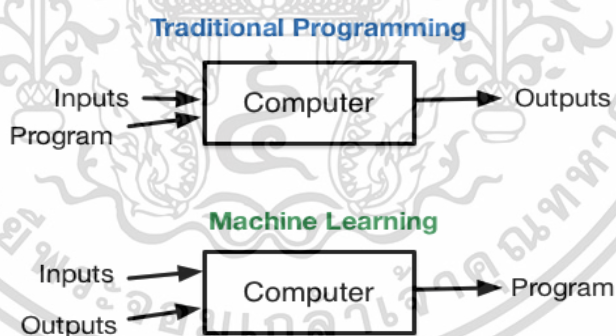 Traditional Programming
Inputs
Program
Computer
Outputs
Machine Learning
Inputs
Outputs
Computer
Program